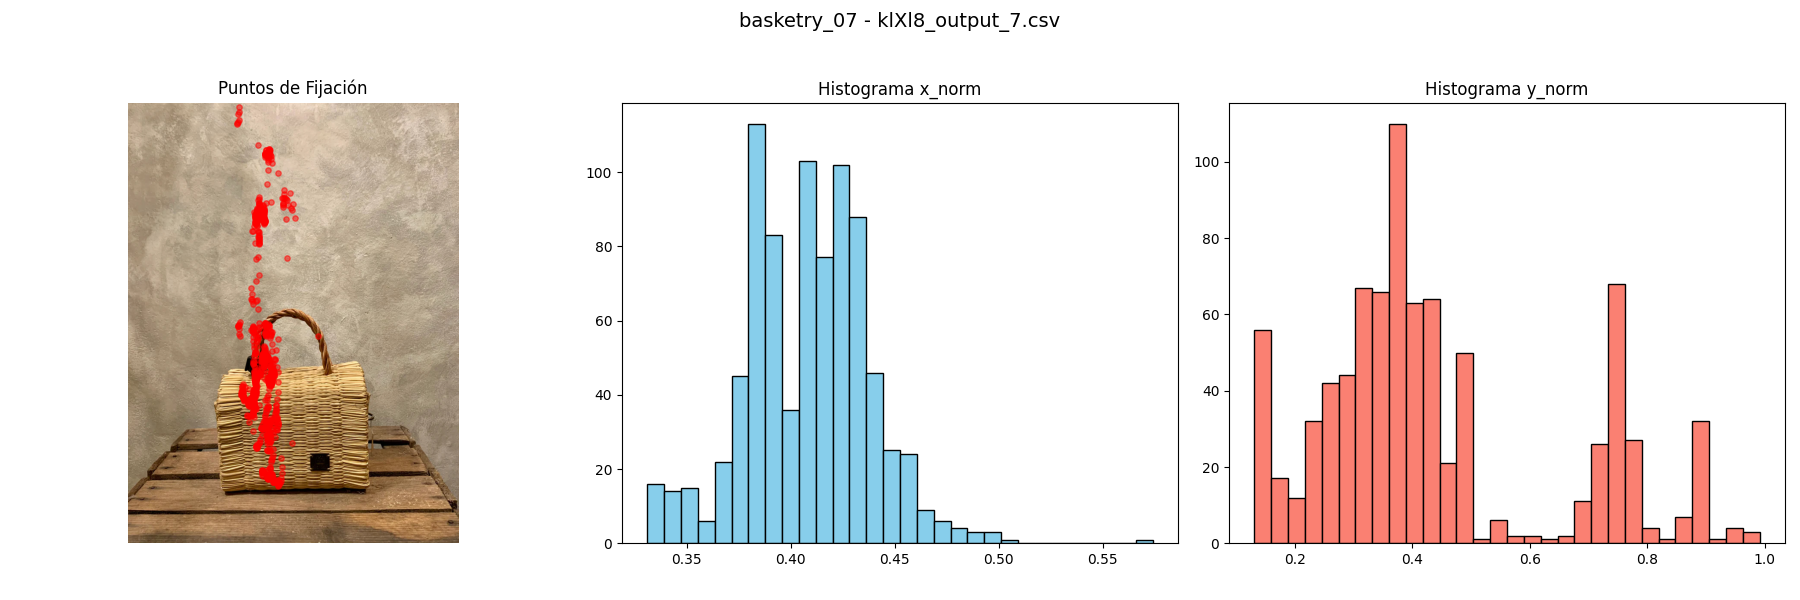 basketry_07 - klXl8_output_7.csv
Puntos de Fijación
Histograma x_norm
Histograma y_norm
100
80
60
40
20
0
0.35 0.40 0.45 0.50 0.55
100
80
60
40
20
0
0.2 0.4 0.6 0.8 1.0